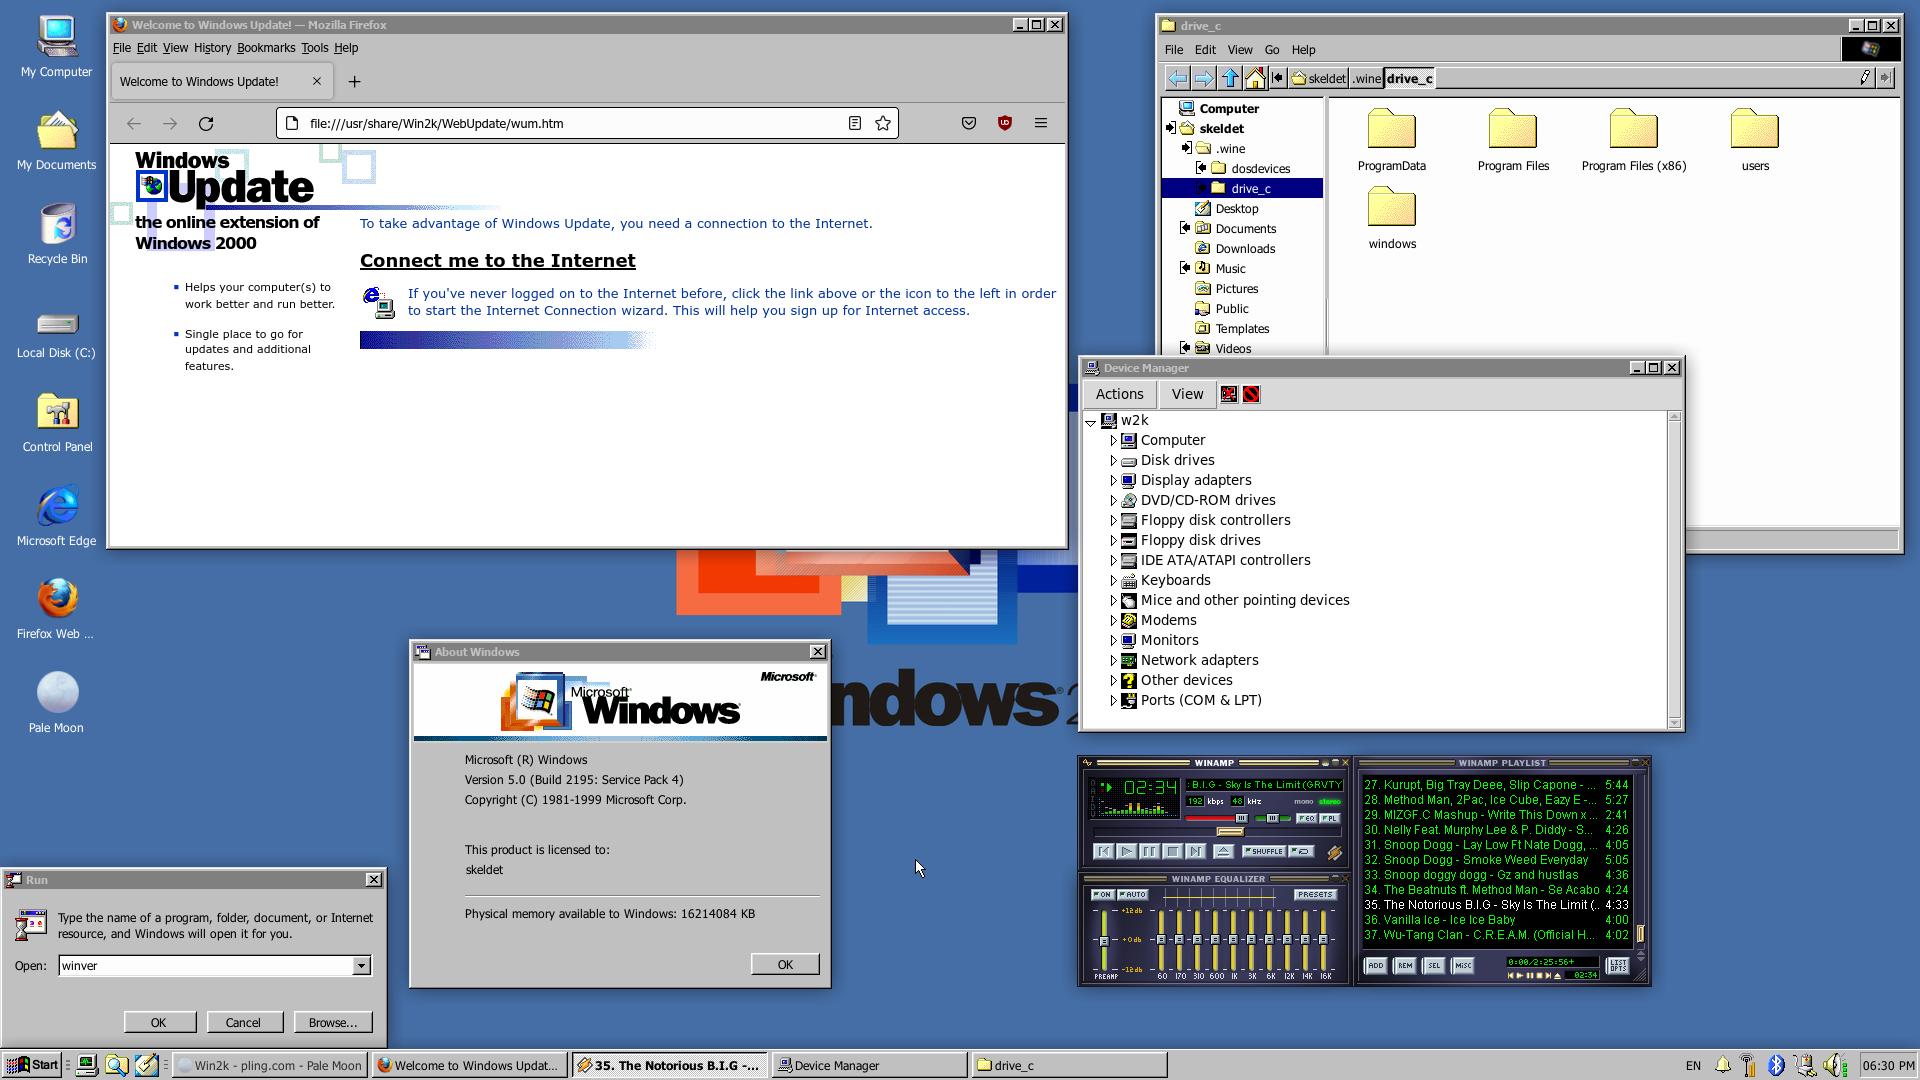 My Computer
My Documents
Recycle Bin
Local Disk (C:)
Control Panel
Microsoft Edge
Firefox Web ...
Pale Moon
Welcome to Windows Update! — Mozilla Firefox
File Edit View History Bookmarks Tools Help
Welcome to Windows Update!
file:///usr/share/Win2k/WebUpdate/wum.htm
Windows
Update
the online extension of
Windows 2000
Helps your computer(s) to
work better and run better.
Single place to go for
updates and additional
features.
To take advantage of Windows Update, you need a connection to the Internet.
Connect me to the Internet
If you've never logged on to the Internet before, click the link above or the icon to the left in order
to start the Internet Connection wizard. This will help you sign up for Internet access.
drive_c
File Edit View Go Help
skeldet .wine drive_c
Computer
skeldet
.wine
dosdevices
drive_c
Desktop
Documents
Downloads
Music
Pictures
Public
Templates
Videos
ProgramData
Program Files
Program Files (x86)
users
windows
Device Manager
Actions View
w2k
Computer
Disk drives
Display adapters
DVD/CD-ROM drives
Floppy disk controllers
Floppy disk drives
IDE ATA/ATAPI controllers
Keyboards
Mice and other pointing devices
Modems
Monitors
Network adapters
Other devices
Ports (COM & LPT)
ndows 2
About Windows
Microsoft
Microsoft
Windows
Microsoft (R) Windows
Version 5.0 (Build 2195: Service Pack 4)
Copyright (C) 1981-1999 Microsoft Corp.
This product is licensed to:
skeldet
Physical memory available to Windows: 16214084 KB
OK
Run
Type the name of a program, folder, document, or Internet
resource, and Windows will open it for you.
Open: winver
OK Cancel Browse...
WINAMP
02:34
: B.I.G - Sky Is The Limit (GRVTY
192 kbps 48 kHz mono stereo
EQ PL
SHUFFLE
WINAMP EQUALIZER
ON AUTO PRESETS
+12 db
+0 db
-12 db
PREAMP 60 170 310 600 1K 3K 6K 12K 14K 16K
WINAMP PLAYLIST
27. Kurupt, Big Tray Deee, Slip Capone - ... 5:44
28. Method Man, 2Pac, Ice Cube, Eazy E -... 5:27
29. MIZGF.C Mashup - Write This Down x ... 2:41
30. Nelly Feat. Murphy Lee & P. Diddy - S... 4:26
31. Snoop Dogg - Lay Low Ft Nate Dogg, ... 4:05
32. Snoop Dogg - Smoke Weed Everyday 5:05
33. Snoop doggy dogg - Gz and hustlas 4:36
34. The Beatnuts ft. Method Man - Se Acabo 4:24
35. The Notorious B.I.G - Sky Is The Limit (.. 4:33
36. Vanilla Ice - Ice Ice Baby 4:00
37. Wu-Tang Clan - C.R.E.A.M. (Official H... 4:02
ADD REM SEL MISC
0:00/2:25:56+
02:34
LIST
OPTS
Start
Win2k - pling.com - Pale Moon
Welcome to Windows Updat...
35. The Notorious B.I.G -...
Device Manager
drive_c
EN
06:30 PM